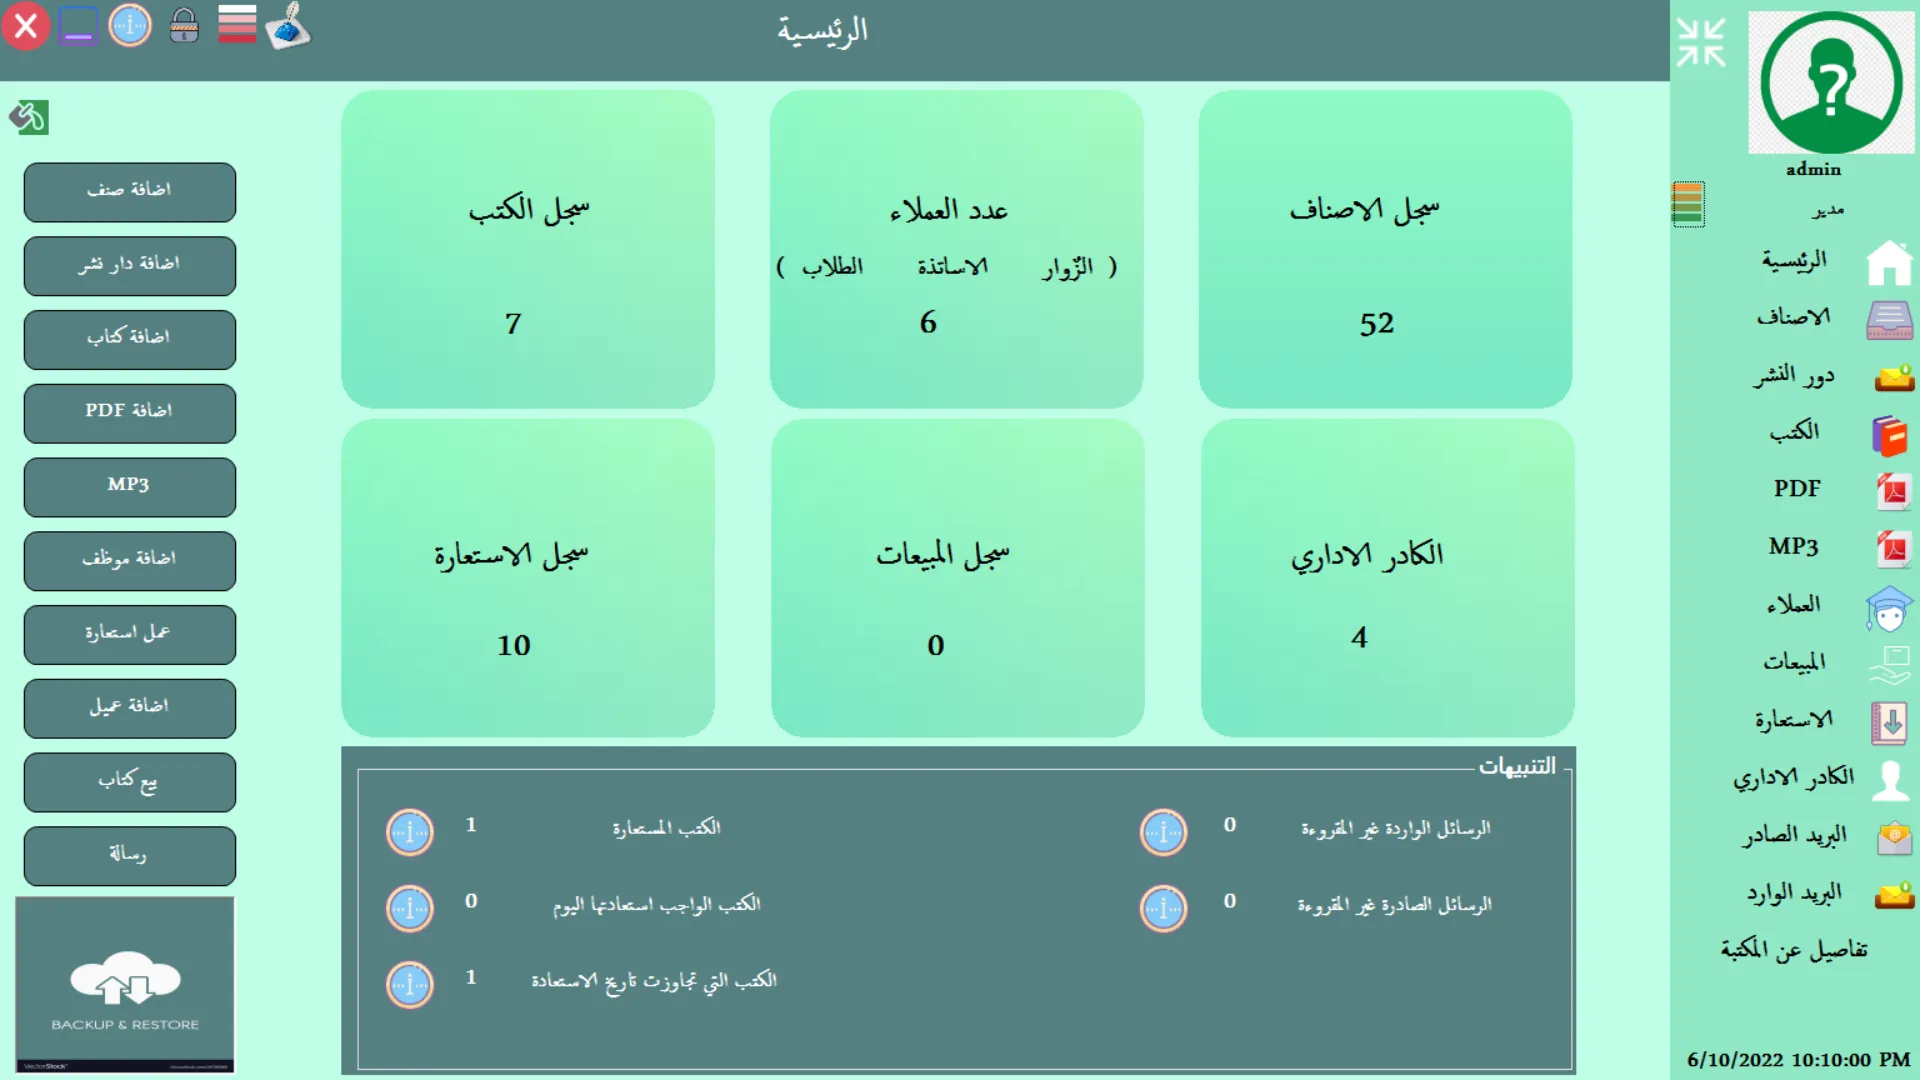 الرئيسية
admin
مدير
الرئيسية
الاصناف
دور النشر
الكتب
PDF
MP3
العملاء
المبيعات
الاستعارة
الكادر الاداري
البريد الصادر
البريد الوارد
تفاصيل عن المكتبة
6/10/2022 10:10:00 PM
سجل الاصناف
52
عدد العملاء
( الزّوار الاساتذة الطلاب )
6
سجل الكتب
7
الكادر الاداري
4
سجل المبيعات
0
سجل الاستعارة
10
التنبيهات
الرسائل الواردة غير المقروءة 0
الكتب المستعارة 1
الرسائل الصادرة غير المقروءة 0
الكتب الواجب استعادتها اليوم 0
الكتب التي تجاوزت تاريخ الاستعادة 1
اضافة صنف
اضافة دار نشر
اضافة كتاب
اضافة PDF
MP3
اضافة موظف
عمل استعارة
اضافة عميل
بيع كتاب
رسالة
BACKUP & RESTORE
VectorStock